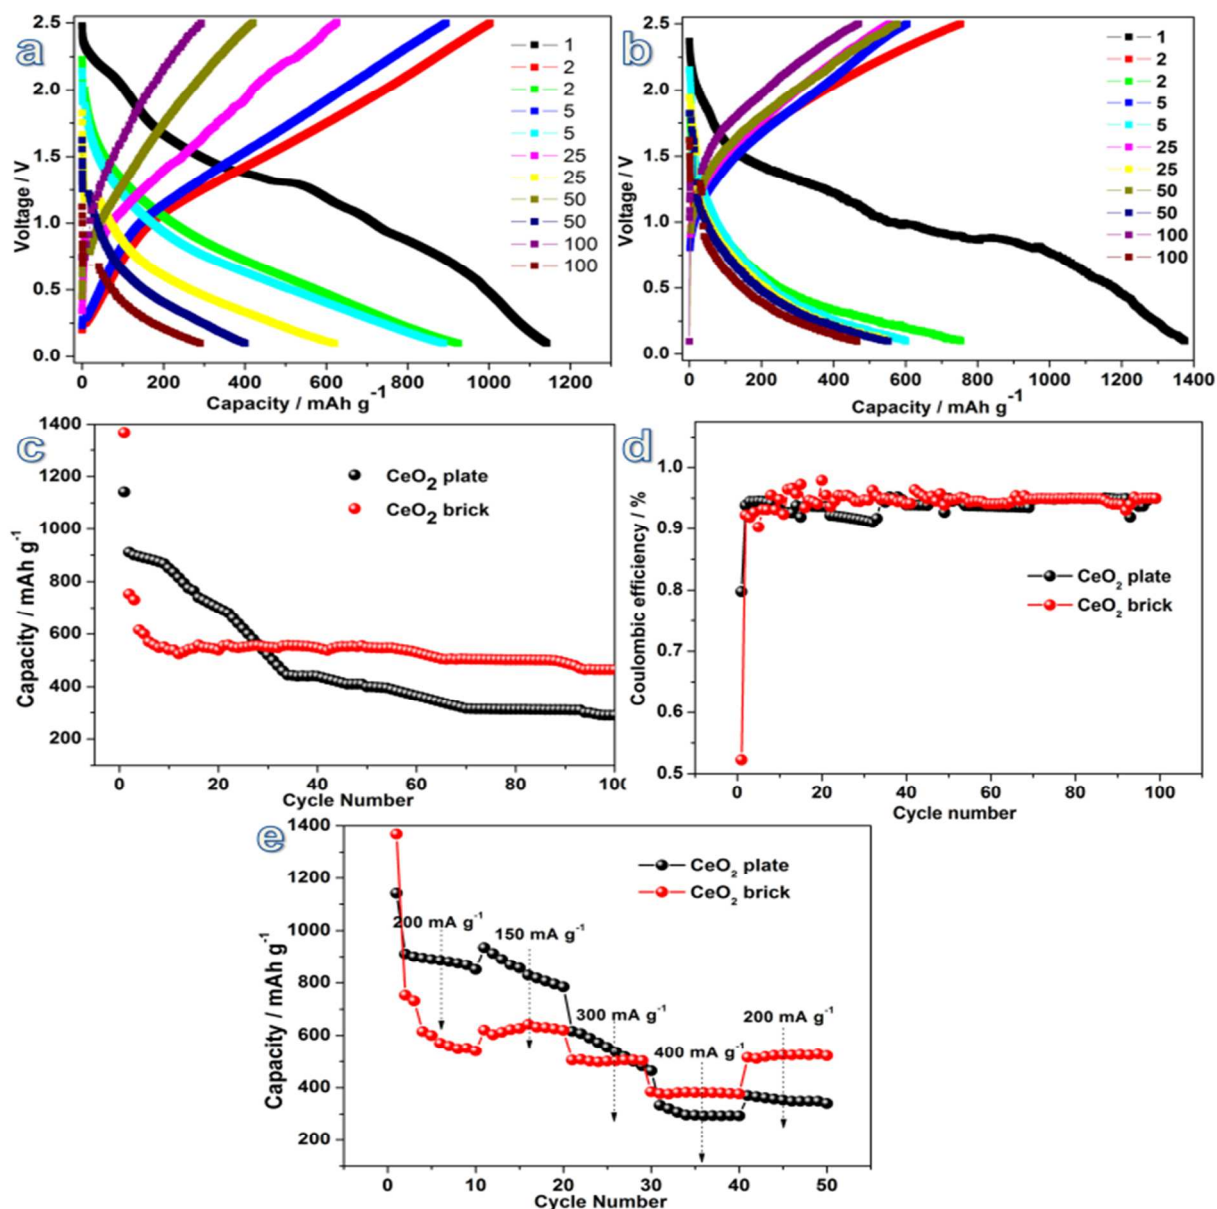 a
2.5
2.0
1.5
1.0
0.5
0.0
Voltage / V
0 200 400 600 800 1000 1200
Capacity / mAh g-1
1
2
2
5
5
25
25
50
50
100
100
b
2.5
2.0
1.5
1.0
0.5
0.0
Voltage / V
0 200 400 600 800 1000 1200 1400
Capacity / mAh g-1
1
2
2
5
5
25
25
50
50
100
100
c
1400
1200
1000
800
600
400
200
Capacity / mAh g-1
0 20 40 60 80 10
Cycle Number
CeO2 plate
CeO2 brick
d
1.0
0.9
0.8
0.7
0.6
0.5
Coulombic efficiency / %
0 20 40 60 80 100
Cycle number
CeO2 plate
CeO2 brick
e
1400
1200
1000
800
600
400
200
Capacity / mAh g-1
0 10 20 30 40 50
Cycle Number
CeO2 plate
CeO2 brick
200 mA g-1
150 mA g-1
300 mA g-1
400 mA g-1
200 mA g-1